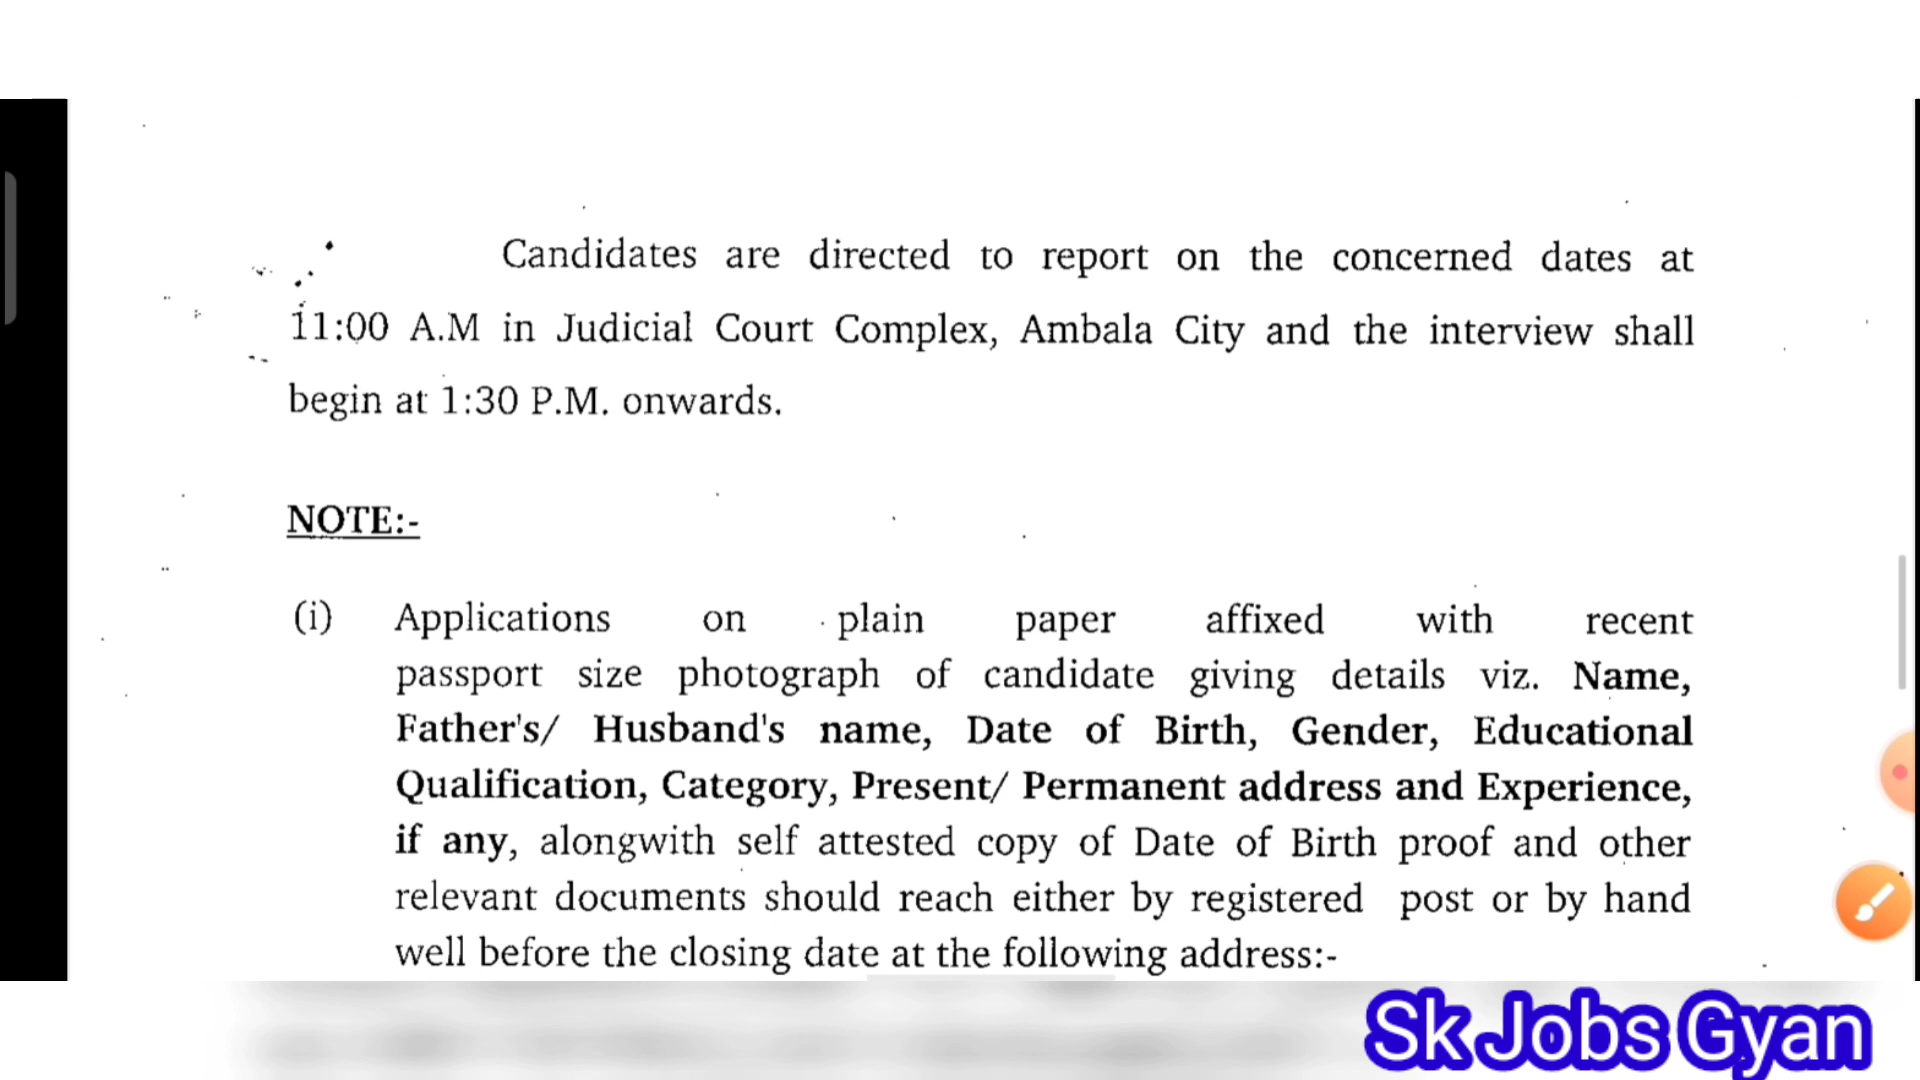 Candidates are directed to report on the concerned dates at
11:00 A.M in Judicial Court Complex, Ambala City and the interview shall
begin at 1:30 P.M. onwards.
NOTE:-
(i) Applications on plain paper affixed with recent
passport size photograph of candidate giving details viz. Name,
Father's/ Husband's name, Date of Birth, Gender, Educational
Qualification, Category, Present/ Permanent address and Experience,
if any, alongwith self attested copy of Date of Birth proof and other
relevant documents should reach either by registered post or by hand
well before the closing date at the following address:-
Sk Jobs Gyan